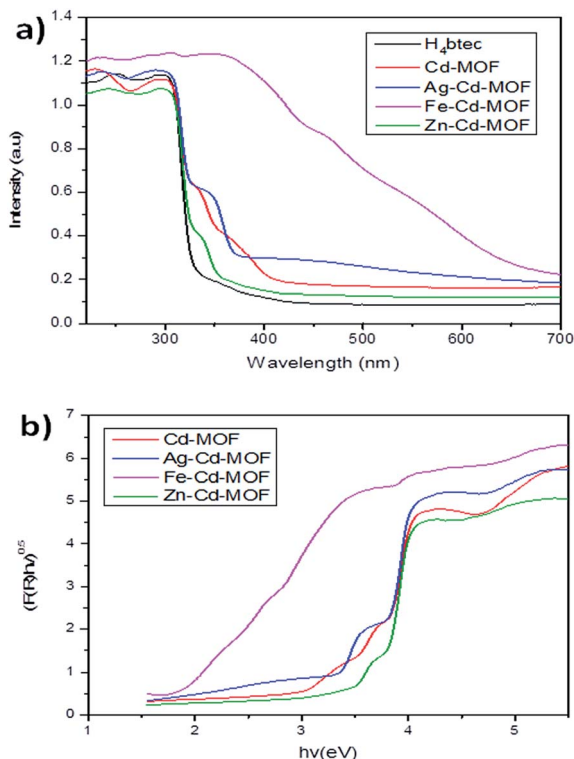 a)
H₄btec
Cd-MOF
Ag-Cd-MOF
Fe-Cd-MOF
Zn-Cd-MOF
Intensity (a.u)
1.4
1.2
1.0
0.8
0.6
0.4
0.2
0.0
300 400 500 600 700
Wavelength (nm)
b)
Cd-MOF
Ag-Cd-MOF
Fe-Cd-MOF
Zn-Cd-MOF
(F(R)hν)^0.5
7
6
5
4
3
2
1
0
1 2 3 4 5
hv(eV)